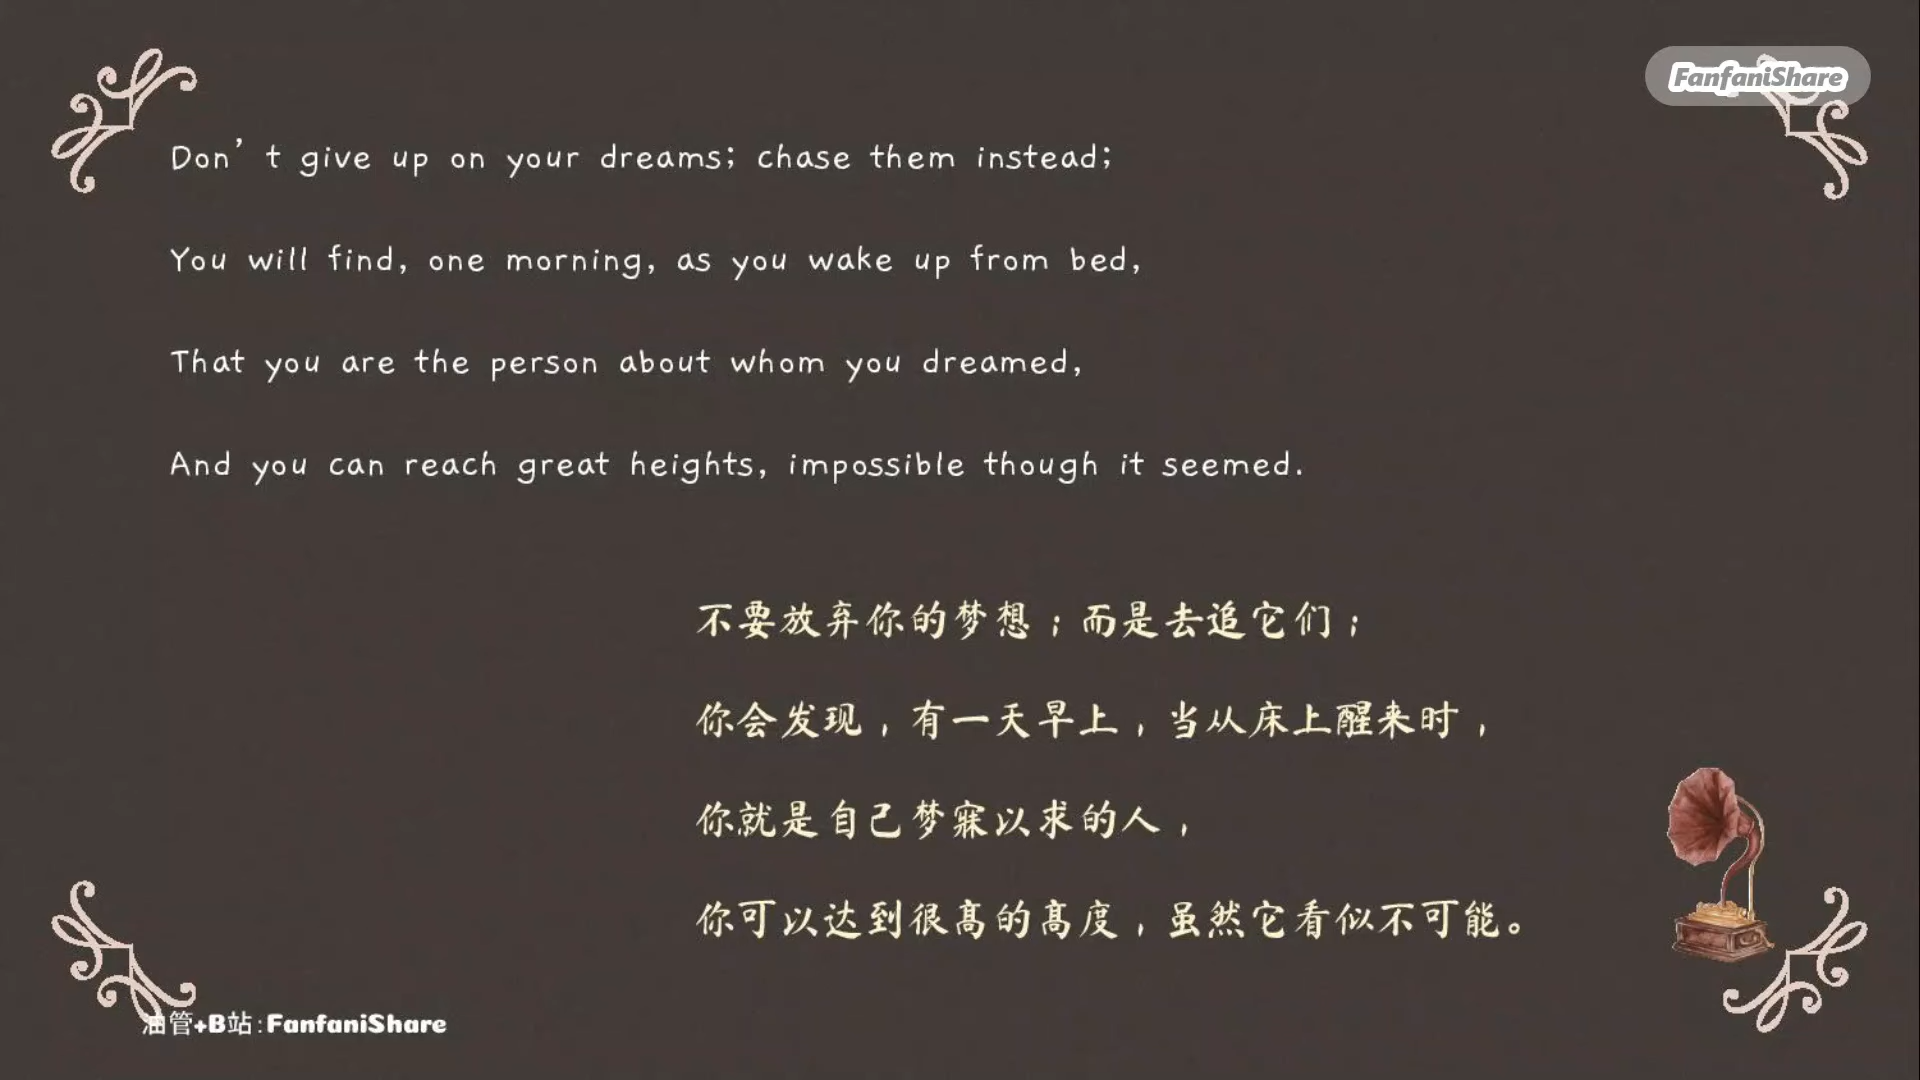 FanfaniShare
Don’t give up on your dreams; chase them instead;
You will find, one morning, as you wake up from bed,
That you are the person about whom you dreamed,
And you can reach great heights, impossible though it seemed.
不要放弃你的梦想；而是去追它们；
你会发现，有一天早上，当从床上醒来时，
你就是自己梦寐以求的人，
你可以达到很高的高度，虽然它看似不可能。
油管+B站:FanfaniShare